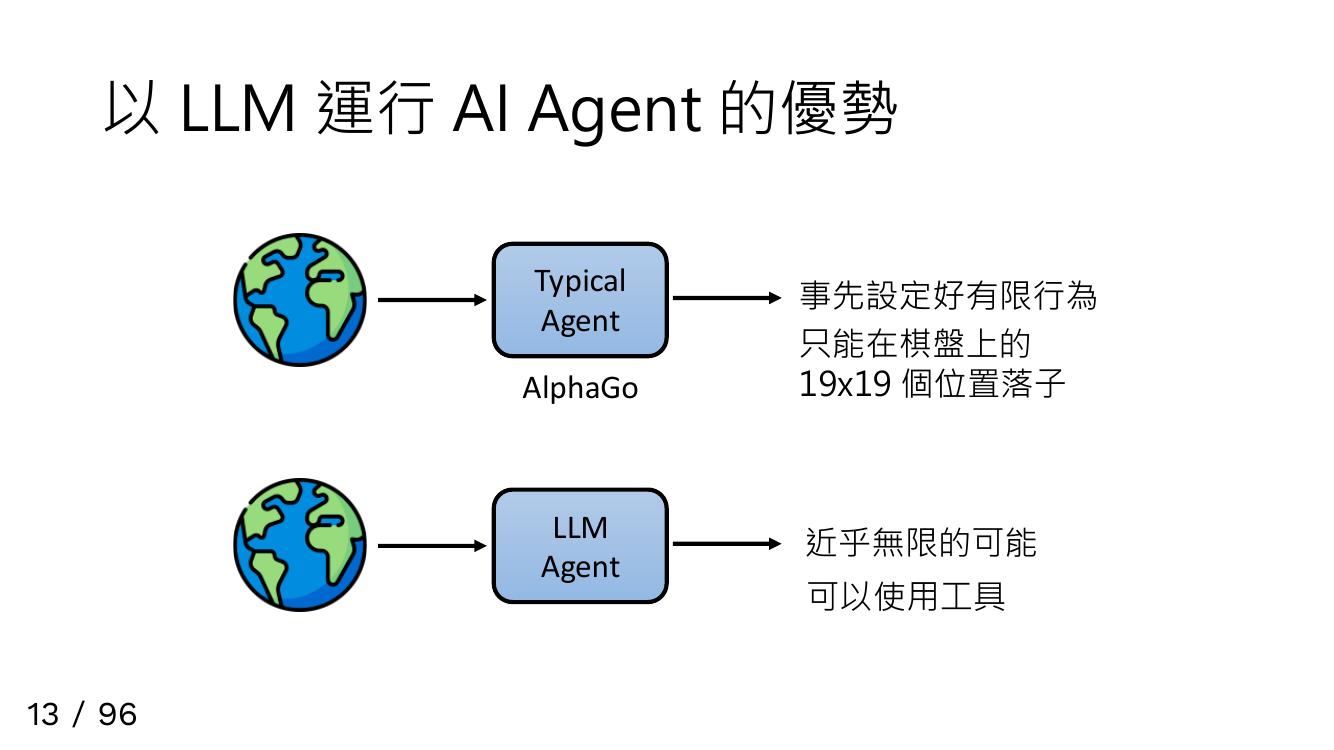 以 LLM 運行 AI Agent 的優勢
Typical
Agent
AlphaGo
事先設定好有限行為
只能在棋盤上的
19x19 個位置落子
LLM
Agent
近乎無限的可能
可以使用工具
13 / 96